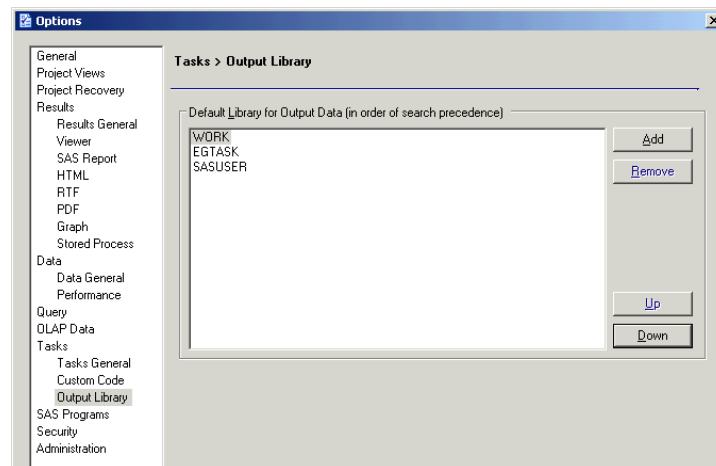 Options
General
Project Views
Project Recovery
Results
Results General
Viewer
SAS Report
HTML
RTF
PDF
Graph
Stored Process
Data
Data General
Performance
Query
OLAP Data
Tasks
Tasks General
Custom Code
Output Library
SAS Programs
Security
Administration
Tasks > Output Library
Default Library for Output Data (in order of search precedence)
WORK
EGTASK
SASUSER
Add
Remove
Up
Down